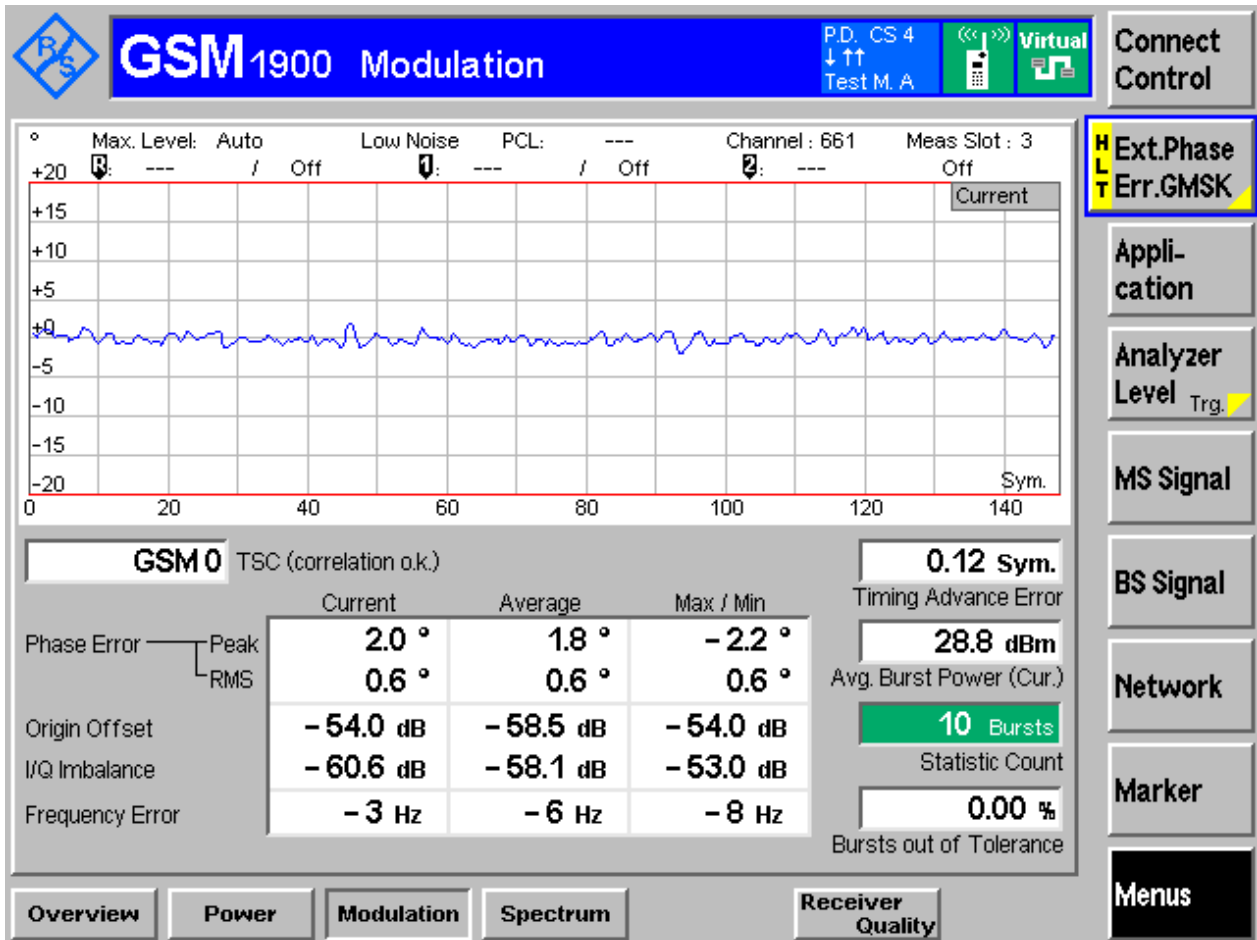 R/S
GSM 1900 Modulation
P.D. CS 4
↓ ↑↑
Test M. A
Virtual
Connect Control
° Max. Level: Auto Low Noise PCL: --- Channel : 661 Meas Slot : 3
R: --- / Off 1: --- / Off 2: --- Off
Current
+20
+15
+10
+5
+0
-5
-10
-15
-20
Sym.
0 20 40 60 80 100 120 140
GSM 0 TSC (correlation o.k.)
Current Average Max / Min
Phase Error Peak 2.0 ° 1.8 ° -2.2 °
RMS 0.6 ° 0.6 ° 0.6 °
Origin Offset -54.0 dB -58.5 dB -54.0 dB
I/Q Imbalance -60.6 dB -58.1 dB -53.0 dB
Frequency Error -3 Hz -6 Hz -8 Hz
0.12 Sym.
Timing Advance Error
28.8 dBm
Avg. Burst Power (Cur.)
10 Bursts
Statistic Count
0.00 %
Bursts out of Tolerance
HLT
Ext.Phase
Err.GMSK
Appli-
cation
Analyzer
Level Trg.
MS Signal
BS Signal
Network
Marker
Menus
Overview Power Modulation Spectrum Receiver Quality